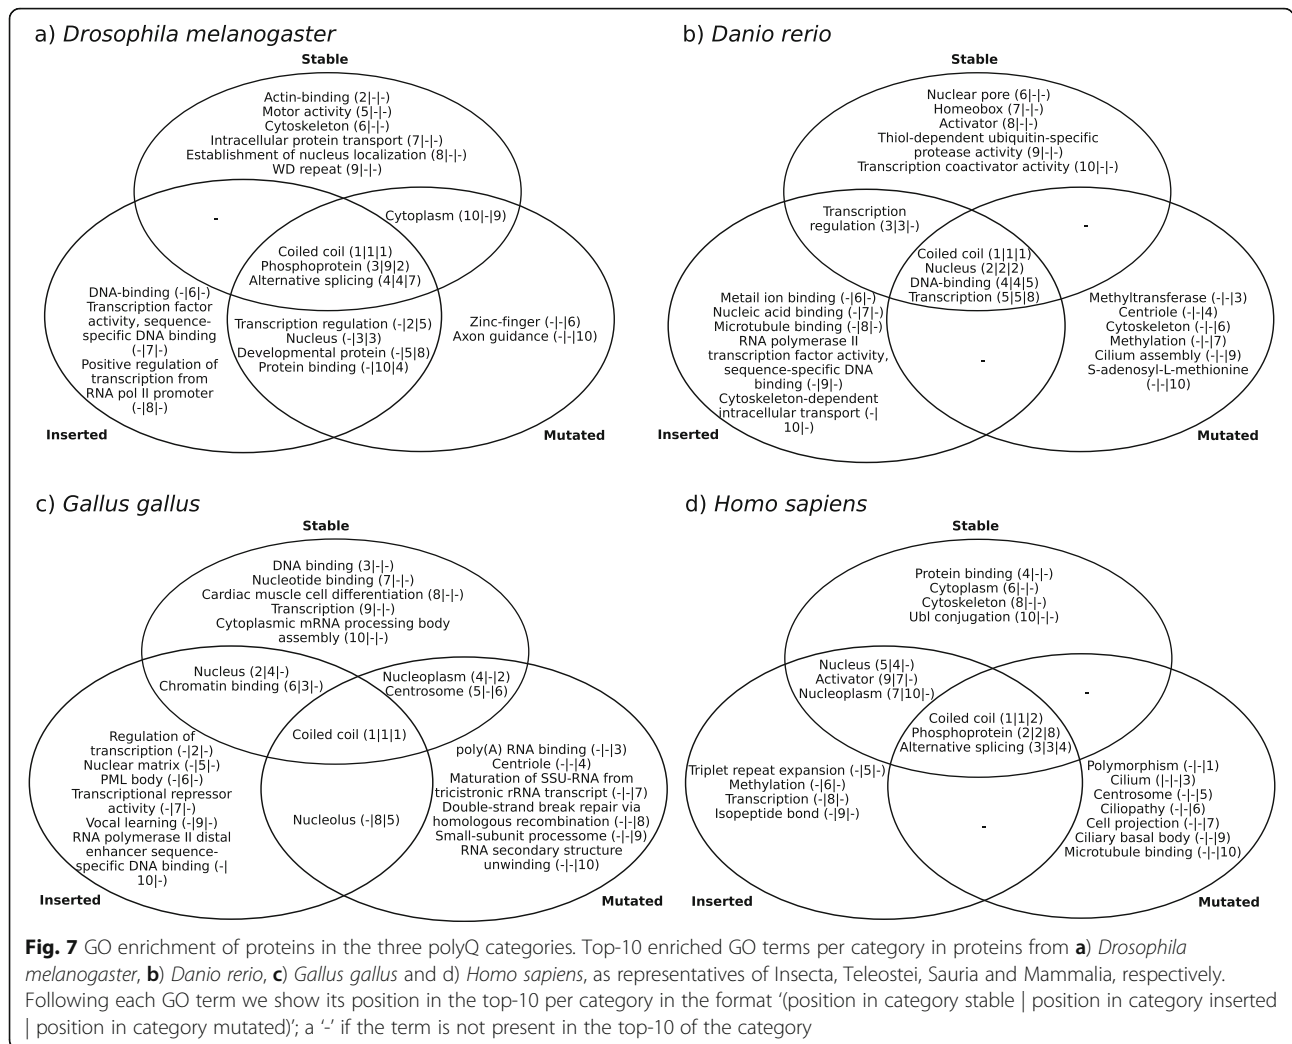 a) Drosophila melanogaster
Stable
Actin-binding (2|-|-)
Motor activity (5|-|-)
Cytoskeleton (6|-|-)
Intracellular protein transport (7|-|-)
Establishment of nucleus localization (8|-|-)
WD repeat (9|-|-)
-
Cytoplasm (10|-|9)
Coiled coil (1|1|1)
Phosphoprotein (3|9|2)
Alternative splicing (4|4|7)
DNA-binding (-|6|-)
Transcription factor
activity, sequence-
specific DNA binding
(-|7|-)
Positive regulation of
transcription from
RNA pol II promoter
(-|8|-)
Transcription regulation (-|2|5)
Nucleus (-|3|3)
Developmental protein (-|5|8)
Protein binding (-|10|4)
Zinc-finger (-|-|6)
Axon guidance (-|-|10)
Inserted
Mutated
b) Danio rerio
Stable
Nuclear pore (6|-|-)
Homeobox (7|-|-)
Activator (8|-|-)
Thiol-dependent ubiquitin-specific
protease activity (9|-|-)
Transcription coactivator activity (10|-|-)
Transcription
regulation (3|3|-)
-
Coiled coil (1|1|1)
Nucleus (2|2|2)
DNA-binding (4|4|5)
Transcription (5|5|8)
Metail ion binding (-|6|-)
Nucleic acid binding (-|7|-)
Microtubule binding (-|8|-)
RNA polymerase II
transcription factor activity,
sequence-specific DNA
binding (-|9|-)
Cytoskeleton-dependent
intracellular transport (-|
10|-)
-
Methyltransferase (-|-|3)
Centriole (-|-|4)
Cytoskeleton (-|-|6)
Methylation (-|-|7)
Cilium assembly (-|-|9)
S-adenosyl-L-methionine
(-|-|10)
Inserted
Mutated
c) Gallus gallus
Stable
DNA binding (3|-|-)
Nucleotide binding (7|-|-)
Cardiac muscle cell differentiation (8|-|-)
Transcription (9|-|-)
Cytoplasmic mRNA processing body
assembly (10|-|-)
Nucleus (2|4|-)
Chromatin binding (6|3|-)
Nucleoplasm (4|-|2)
Centrosome (5|-|6)
Coiled coil (1|1|1)
Regulation of
transcription (-|2|-)
Nuclear matrix (-|5|-)
PML body (-|6|-)
Transcriptional repressor
activity (-|7|-)
Vocal learning (-|9|-)
RNA polymerase II distal
enhancer sequence-
specific DNA binding (-|
10|-)
Nucleolus (-|8|5)
poly(A) RNA binding (-|-|3)
Centriole (-|-|4)
Maturation of SSU-RNA from
tricistronic rRNA transcript (-|-|7)
Double-strand break repair via
homologous recombination (-|-|8)
Small-subunit processome (-|-|9)
RNA secondary structure
unwinding (-|-|10)
Inserted
Mutated
d) Homo sapiens
Stable
Protein binding (4|-|-)
Cytoplasm (6|-|-)
Cytoskeleton (8|-|-)
Ubl conjugation (10|-|-)
Nucleus (5|4|-)
Activator (9|7|-)
Nucleoplasm (7|10|-)
-
Coiled coil (1|1|2)
Phosphoprotein (2|2|8)
Alternative splicing (3|3|4)
Triplet repeat expansion (-|5|-)
Methylation (-|6|-)
Transcription (-|8|-)
Isopeptide bond (-|9|-)
-
Polymorphism (-|-|1)
Cilium (|-|-|3)
Centrosome (-|-|5)
Ciliopathy (-|-|6)
Cell projection (-|-|7)
Ciliary basal body (-|-|9)
Microtubule binding (-|-|10)
Inserted
Mutated
Fig. 7 GO enrichment of proteins in the three polyQ categories. Top-10 enriched GO terms per category in proteins from a) Drosophila
melanogaster, b) Danio rerio, c) Gallus gallus and d) Homo sapiens, as representatives of Insecta, Teleostei, Sauria and Mammalia, respectively.
Following each GO term we show its position in the top-10 per category in the format ‘(position in category stable | position in category inserted
| position in category mutated)’; a ‘-’ if the term is not present in the top-10 of the category